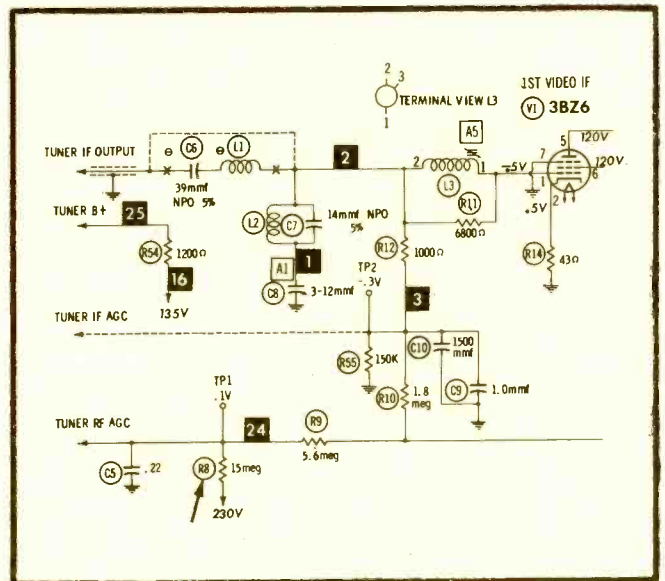 2
3
1
TERMINAL VIEW L3
1ST VIDEO IF
V1 3BZ6
TUNER IF OUTPUT
C6
L1
39mmf
NPO 5%
2
A5
2
1
L3
R11
6800Ω
.5V
.5V
5
120V
7
120V
6
1
2
TUNER B+
25
R54
1200Ω
16
135V
L2
C7
14mmf NPO
5%
A1
1
C8
.3-12mmf
R12
1000Ω
R14
43Ω
TP2
-.3V
3
TUNER IF AGC
R55
150K
C10
1500
mmf
C9
1.0mmf
R10
1.8
meg
TP1
.1V
TUNER RF AGC
24
R9
5.6meg
C5
.22
R8
15meg
230V